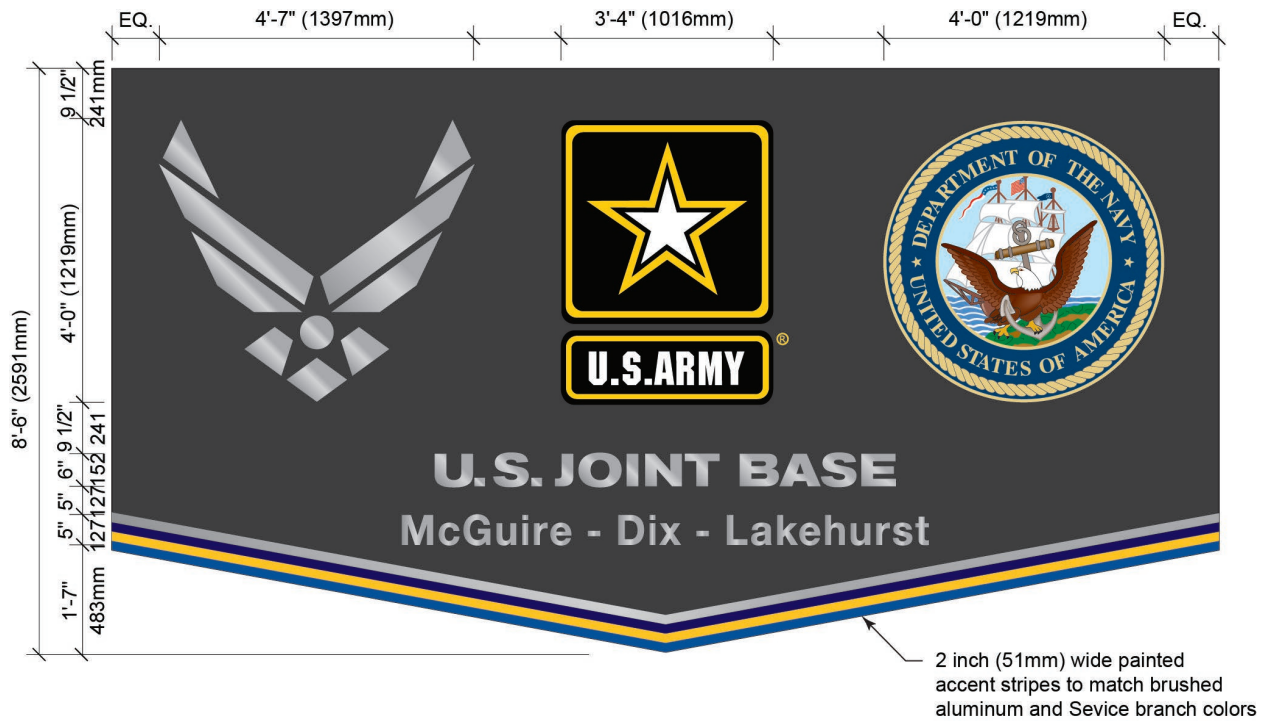 EQ. 4'-7" (1397mm) 3'-4" (1016mm) 4'-0" (1219mm) EQ.
8'-6" (2591mm)
9 1/2"
241mm
4'-0" (1219mm)
9 1/2"
241
6"
152
5"
127
5"
127
1'-7"
483mm
U.S.ARMY
®
DEPARTMENT OF THE NAVY
★ UNITED STATES OF AMERICA ★
U.S. JOINT BASE
McGuire - Dix - Lakehurst
2 inch (51mm) wide painted
accent stripes to match brushed
aluminum and Sevice branch colors